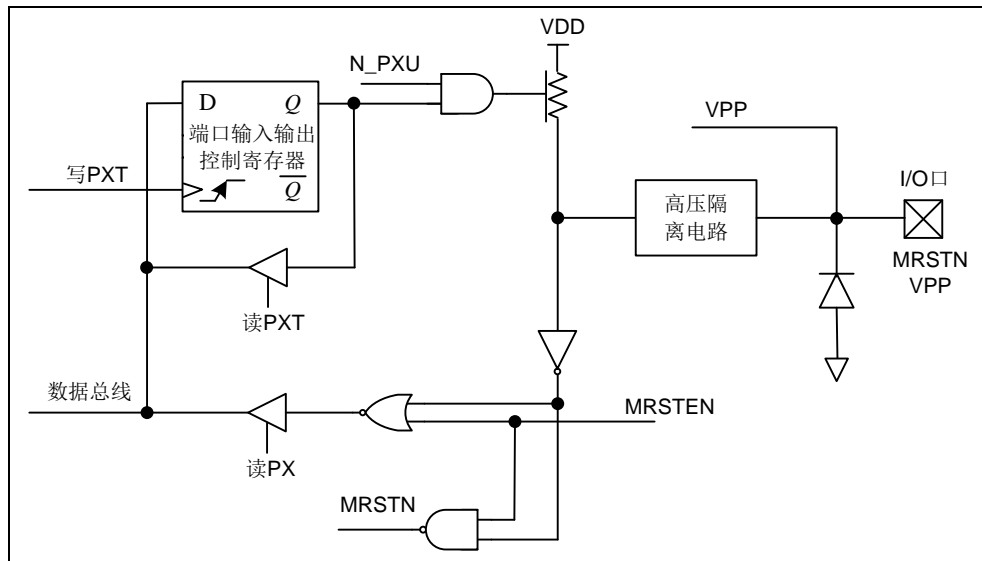 VDD
N_PXU
D
Q
端口输入输出
控制寄存器
Q
写PXT
VPP
I/O口
高压隔
离电路
MRSTN
VPP
读PXT
数据总线
MRSTEN
读PX
MRSTN